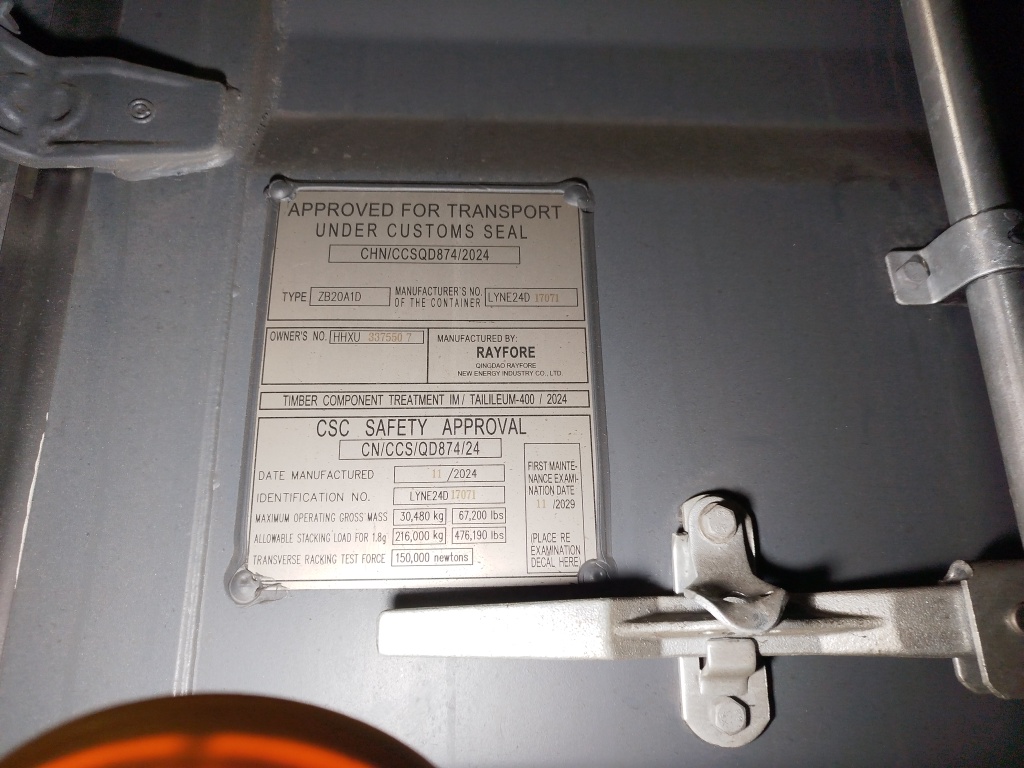 APPROVED FOR TRANSPORT
UNDER CUSTOMS SEAL
CHN/CCSQD874/2024
TYPE ZB20A1D MANUFACTURER'S NO. OF THE CONTAINER LYNE24D 17071
OWNER'S NO. HHXU 337550 7
MANUFACTURED BY:
RAYFORE
QINGDAO RAYFORE
NEW ENERGY INDUSTRY CO., LTD.
TIMBER COMPONENT TREATMENT IM / TAILILEUM-400 / 2024
CSC SAFETY APPROVAL
CN/CCS/QD874/24
DATE MANUFACTURED 11 /2024
IDENTIFICATION NO. LYNE24D 17071
MAXIMUM OPERATING GROSS MASS 30,480 kg 67,200 lbs
ALLOWABLE STACKING LOAD FOR 1.8g 216,000 kg 476,190 lbs
TRANSVERSE RACKING TEST FORCE 150,000 newtons
FIRST MAINTE-
NANCE EXAMI-
NATION DATE
11 /2029
(PLACE RE
EXAMINATION
DECAL HERE)